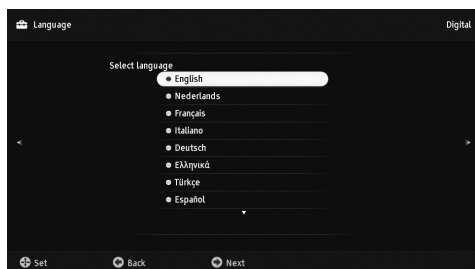 Language
Digital
Select language
English
Nederlands
Français
Italiano
Deutsch
Ελληνικά
Türkçe
Español
Set Back Next